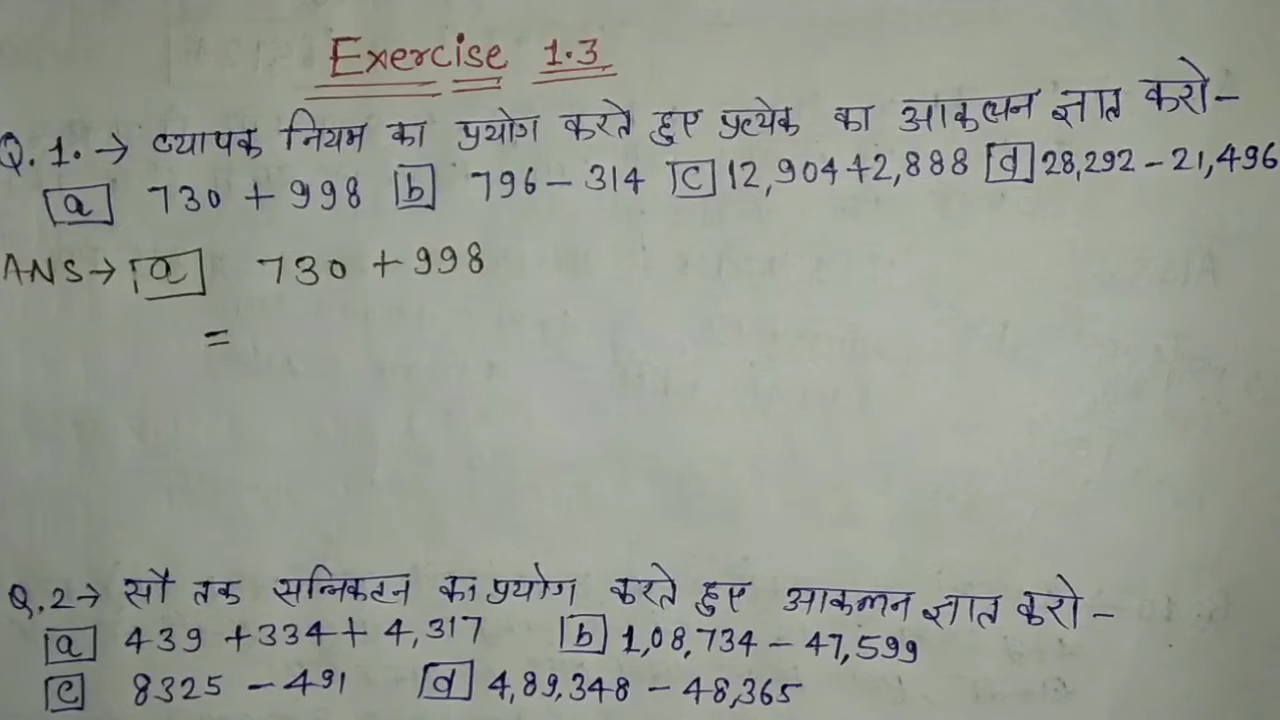 Exercise 1.3
Q.1.→ व्यापक नियम का प्रयोग करते हुए प्रत्येक का आकलन ज्ञात करो-
a 730 + 998 b 796 - 314 c 12,904 + 2,888 d 28,292 - 21,496
ANS→ a 730 + 998
=
Q.2→ सौ तक सन्निकटन का प्रयोग करते हुए आकलन ज्ञात करो-
a 439 + 334 + 4,317 b 1,08,734 - 47,599
c 8325 - 491 d 4,89,348 - 48,365